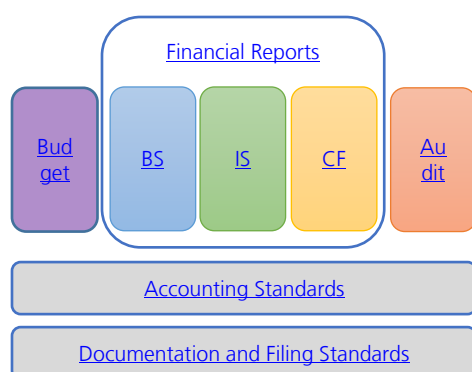 Financial Reports
Bud
get
BS
IS
CF
Au
dit
Accounting Standards
Documentation and Filing Standards